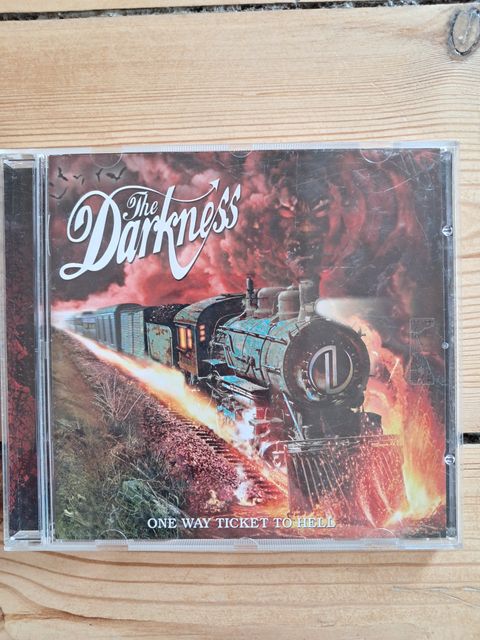 The
Darkness
ONE WAY TICKET TO HELL